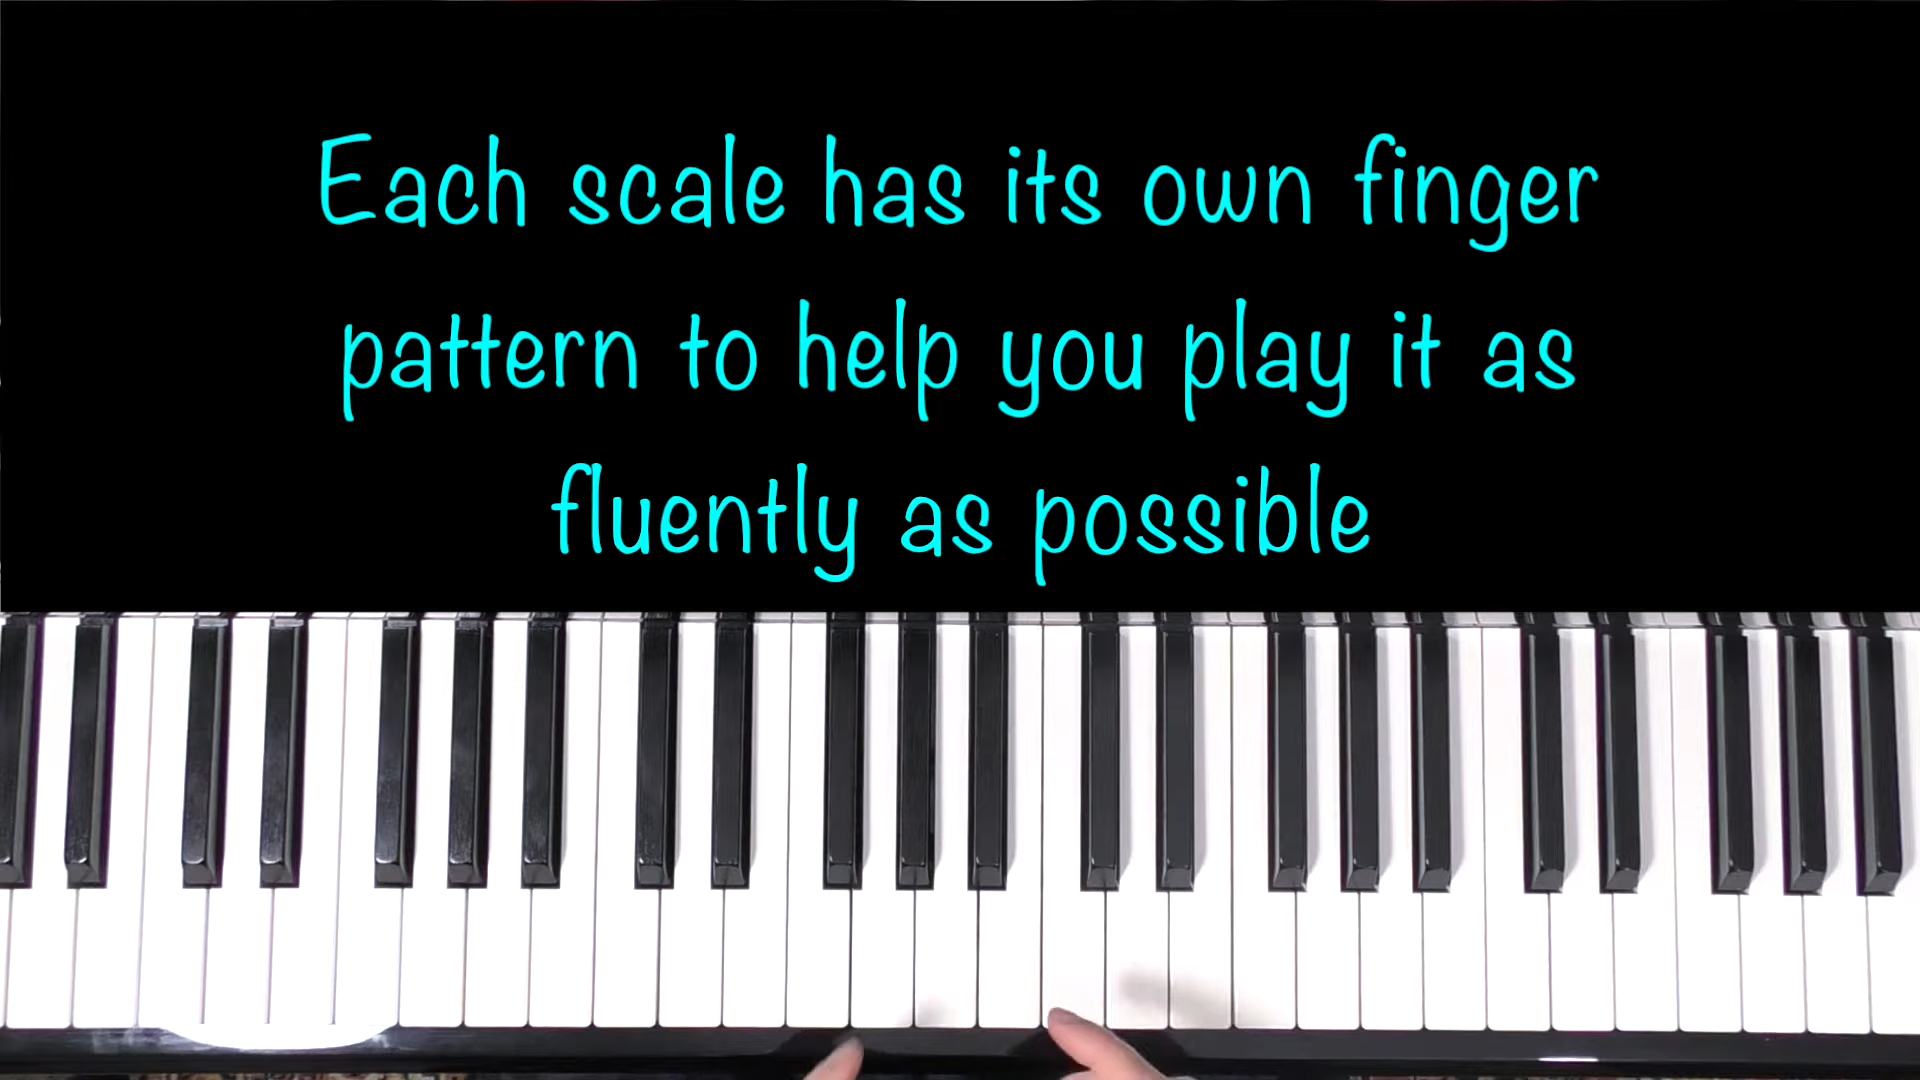 Each scale has its own finger
pattern to help you play it as
fluently as possible